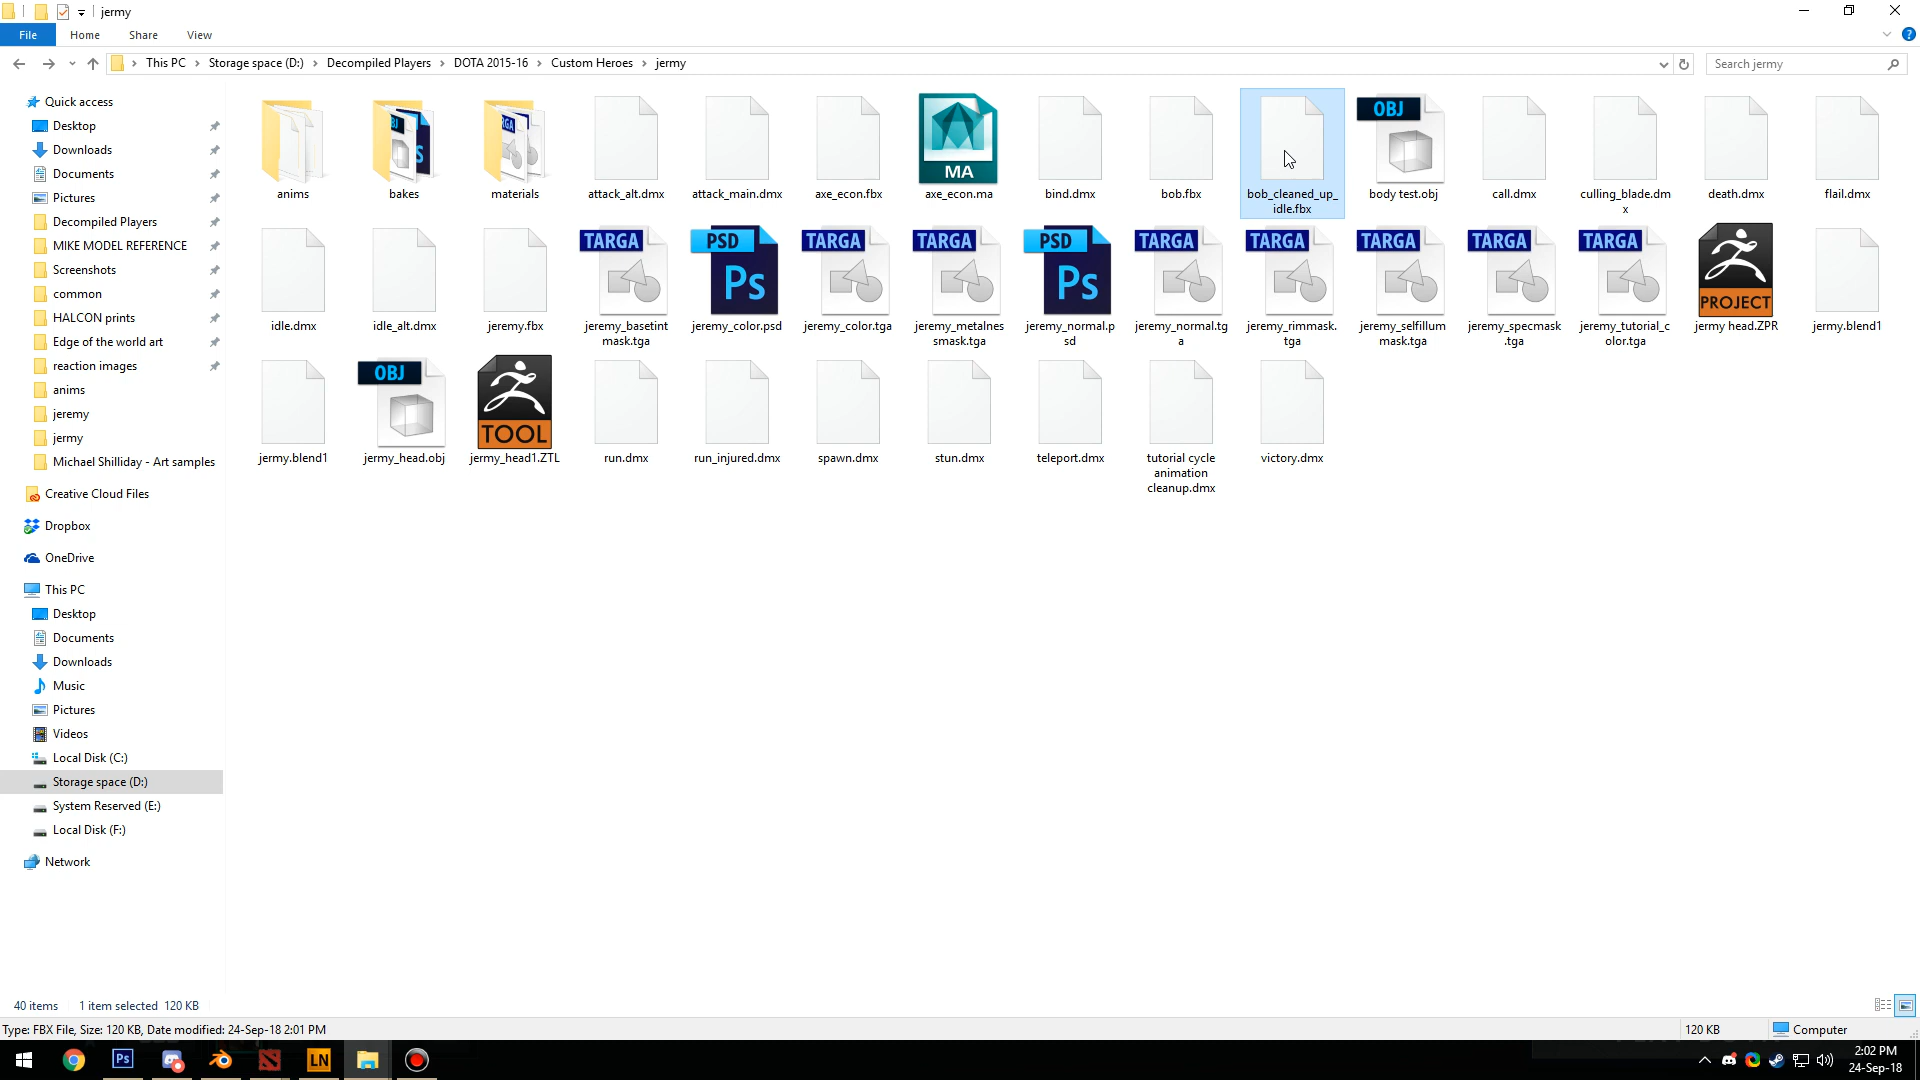 jermy
File Home Share View
This PC Storage space (D:) Decompiled Players DOTA 2015-16 Custom Heroes jermy
Search jermy
Quick access
Desktop
Downloads
Documents
Pictures
Decompiled Players
MIKE MODEL REFERENCE
Screenshots
common
HALCON prints
Edge of the world art
reaction images
anims
jeremy
jermy
Michael Shilliday - Art samples
Creative Cloud Files
Dropbox
OneDrive
This PC
Desktop
Documents
Downloads
Music
Pictures
Videos
Local Disk (C:)
Storage space (D:)
System Reserved (E:)
Local Disk (F:)
Network
OBJ
TARGA
MA
OBJ
anims bakes materials attack_alt.dmx attack_main.dmx axe_econ.fbx axe_econ.ma bind.dmx bob.fbx bob_cleaned_up_ body test.obj call.dmx culling_blade.dm death.dmx flail.dmx
idle.fbx x
TARGA PSD TARGA TARGA PSD TARGA TARGA TARGA TARGA TARGA
Ps Ps PROJECT
idle.dmx idle_alt.dmx jeremy.fbx jeremy_basetint jeremy_color.psd jeremy_color.tga jeremy_metalnes jeremy_normal.p jeremy_normal.tg jeremy_rimmask. jeremy_selfillum jeremy_specmask jeremy_tutorial_c jermy head.ZPR jermy.blend1
mask.tga smask.tga sd a tga mask.tga .tga olor.tga
OBJ
TOOL
jermy.blend1 jermy_head.obj jermy_head1.ZTL run.dmx run_injured.dmx spawn.dmx stun.dmx teleport.dmx tutorial cycle victory.dmx
animation
cleanup.dmx
40 items 1 item selected 120 KB
Type: FBX File, Size: 120 KB, Date modified: 24-Sep-18 2:01 PM 120 KB Computer
Ps LN
2:02 PM
24-Sep-18